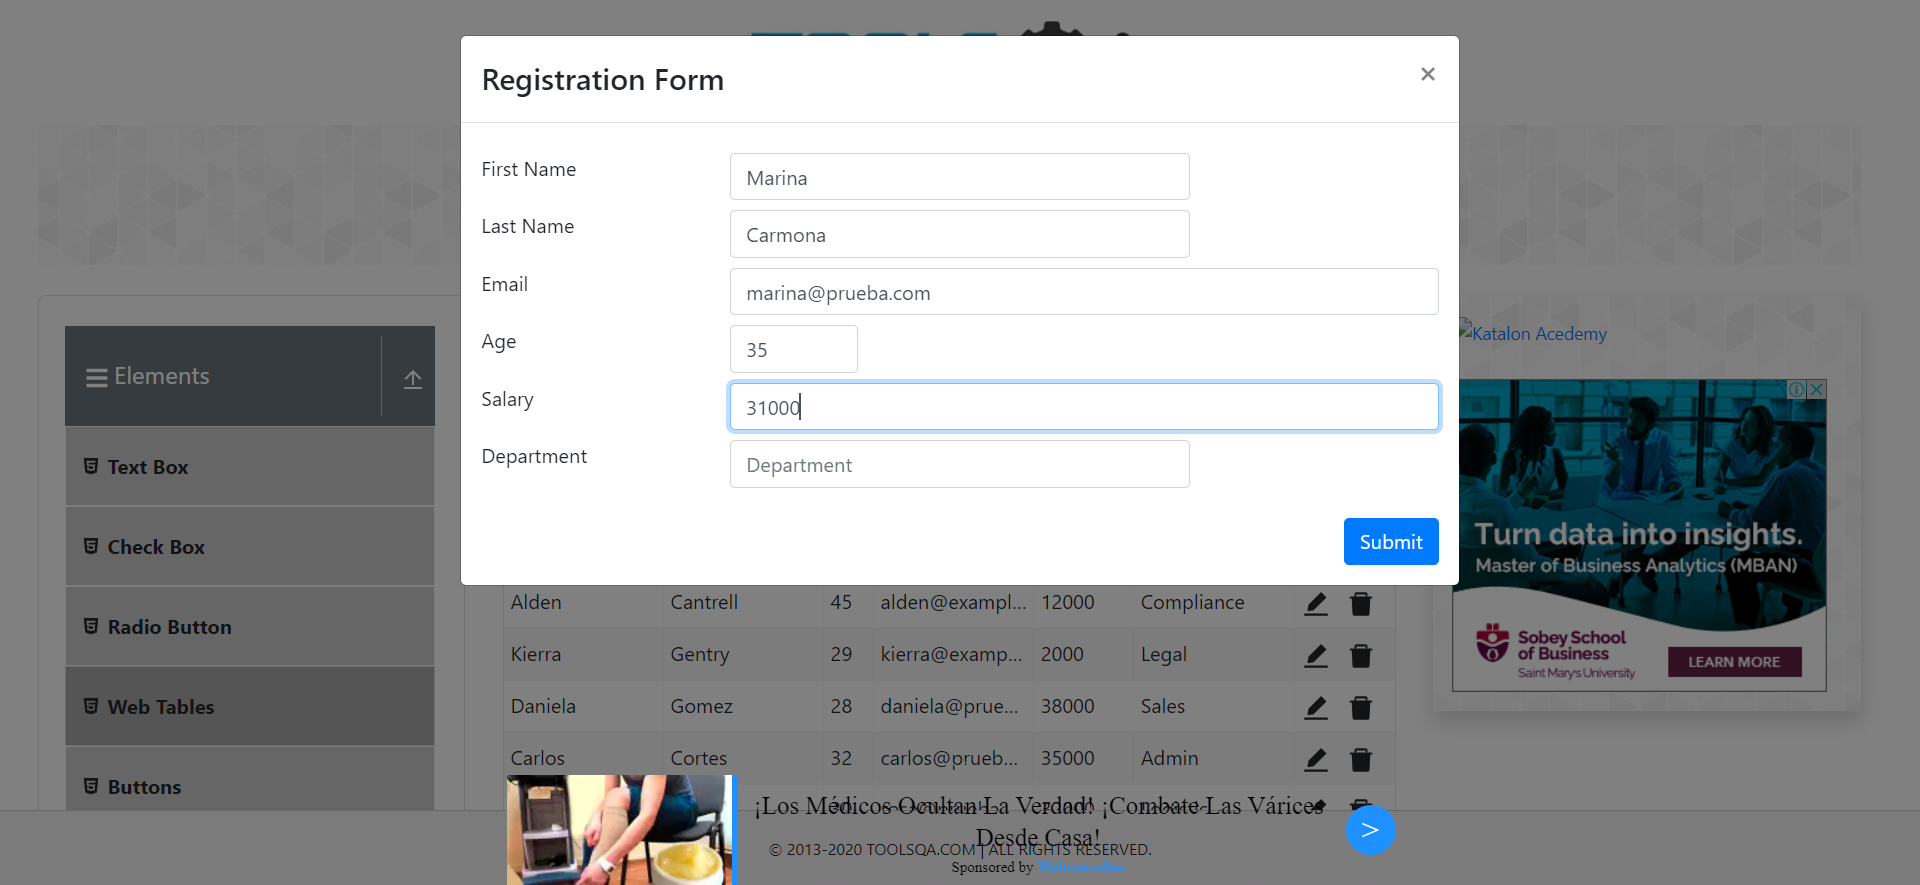 Registration Form
×
First Name
Marina
Last Name
Carmona
Email
marina@prueba.com
Age
35
Salary
31000
Department
Department
Submit
Elements
Text Box
Check Box
Radio Button
Web Tables
Buttons
Alden Cantrell 45 alden@exampl... 12000 Compliance
Kierra Gentry 29 kierra@examp... 2000 Legal
Daniela Gomez 28 daniela@prue... 38000 Sales
Carlos Cortes 32 carlos@prueb... 35000 Admin
Katalon Acedemy
Turn data into insights.
Master of Business Analytics (MBAN)
Sobey School
of Business
Saint Mary's University
LEARN MORE
¡Los Médicos Ocultan La Verdad! ¡Combate Las Várices
Desde Casa!
>
© 2013-2020 TOOLSQA.COM | ALL RIGHTS RESERVED.
Sponsored by